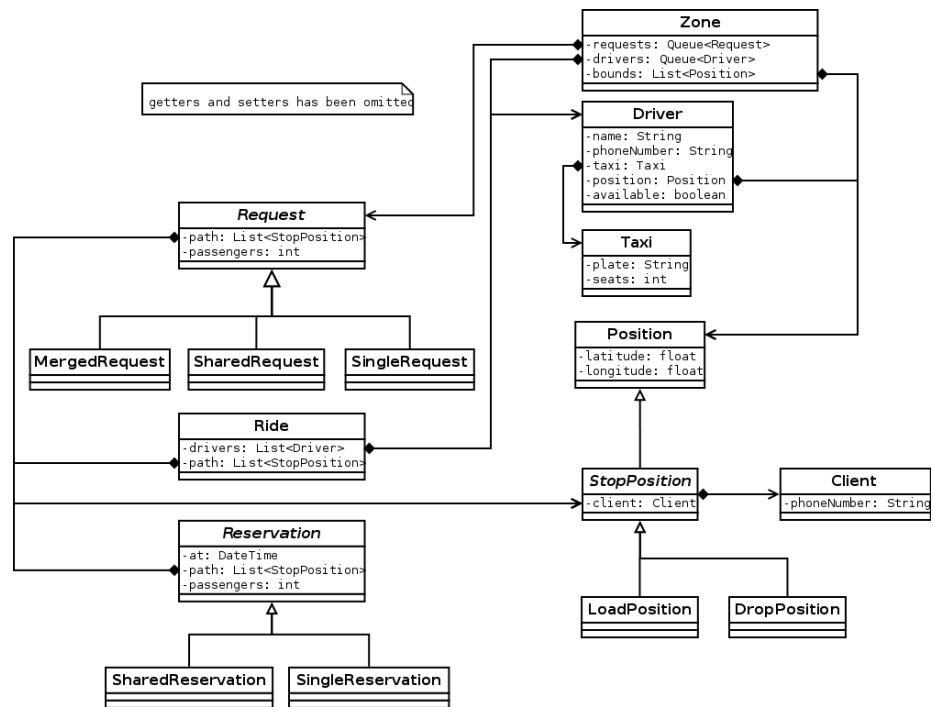 Zone
-requests: Queue<Request>
-drivers: Queue<Driver>
-bounds: List<Position>
getters and setters has been omitted
Driver
-name: String
-phoneNumber: String
-taxi: Taxi
-position: Position
-available: boolean
Request
-path: List<StopPosition>
-passengers: int
Taxi
-plate: String
-seats: int
MergedRequest
SharedRequest
SingleRequest
Position
-latitude: float
-longitude: float
Ride
-drivers: List<Driver>
-path: List<StopPosition>
StopPosition
-client: Client
Client
-phoneNumber: String
Reservation
-at: DateTime
-path: List<StopPosition>
-passengers: int
LoadPosition
DropPosition
SharedReservation
SingleReservation